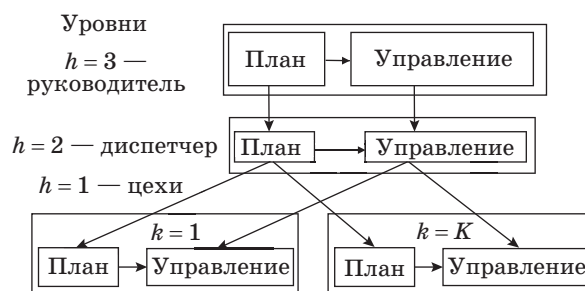 Уровни
h = 3 —
руководитель
План
Управление
h = 2 — диспетчер
План
Управление
h = 1 — цехи
k = 1
План
Управление
k = K
План
Управление